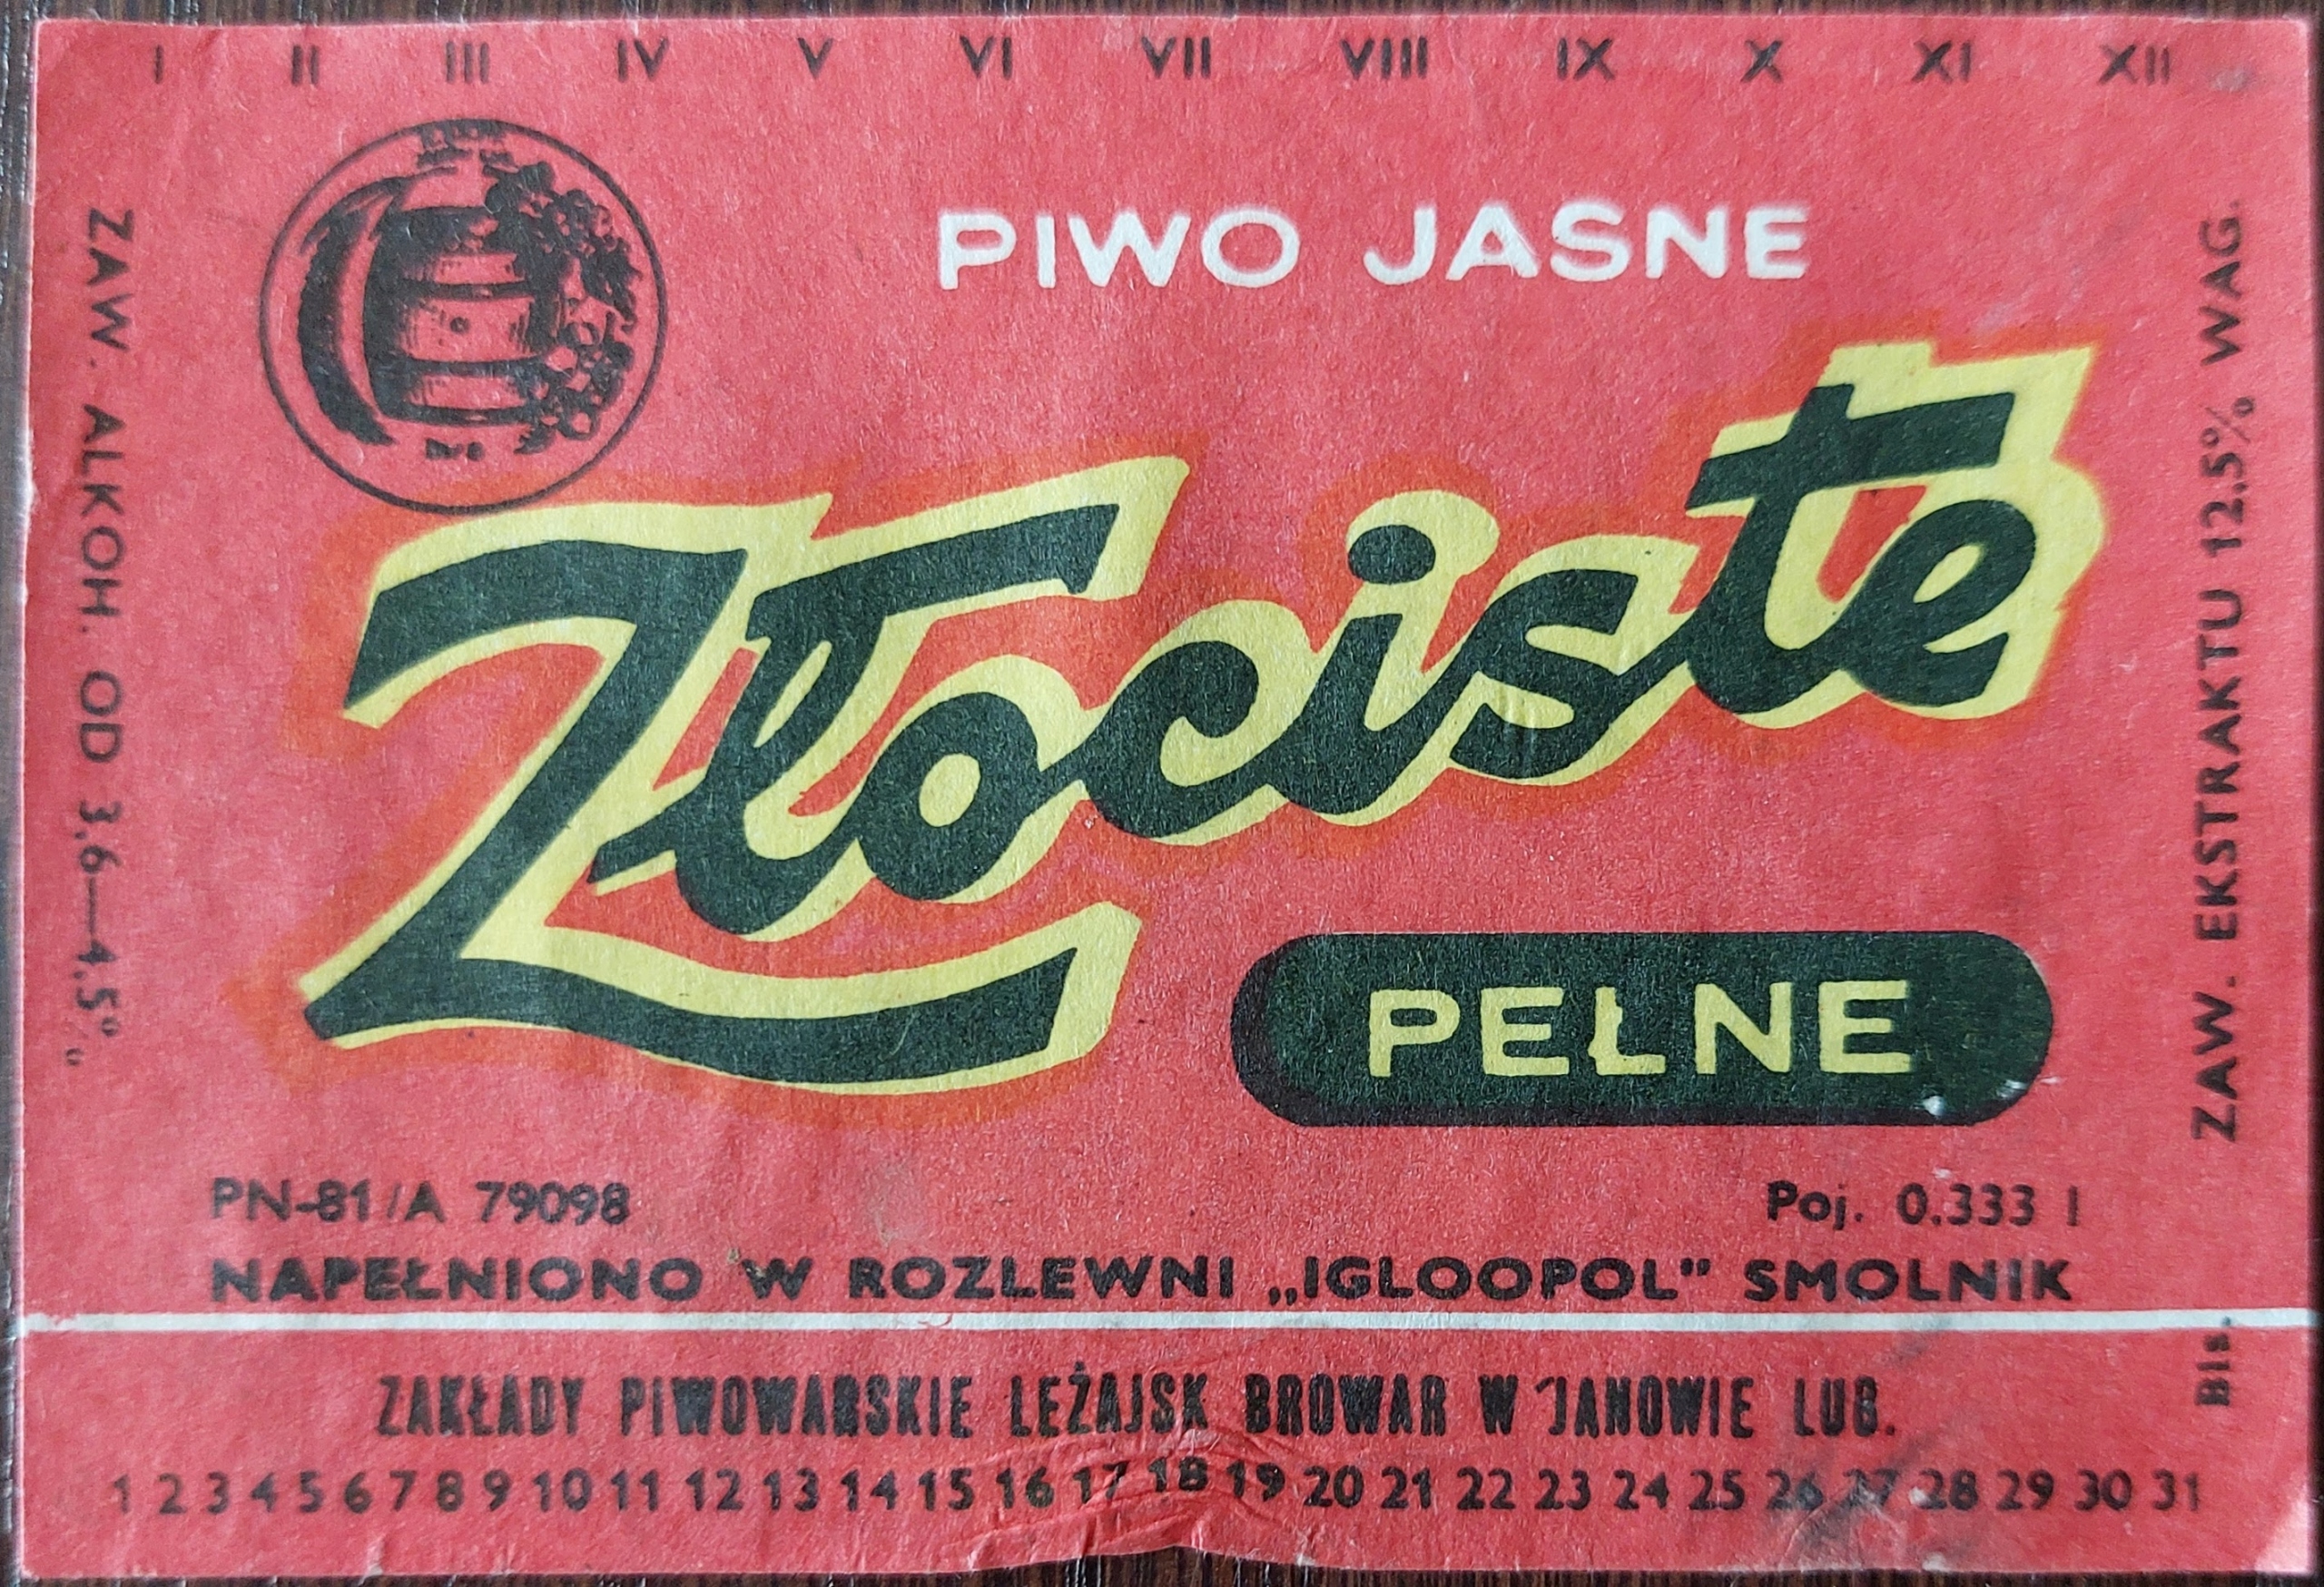 I II III IV V VI VII VIII IX X XI XII
PIWO JASNE
Złociste
PEŁNE
ZAW. ALKOH. OD 3,6—4,5%
ZAW. EKSTRAKTU 12,5% WAG.
PN-81/A 79098
Poj. 0,333 l
NAPEŁNIONO W ROZLEWNI „IGLOOPOL" SMOLNIK
ZAKŁADY PIWOWARSKIE LEŻAJSK BROWAR W JANOWIE LUB.
Bls
1 2 3 4 5 6 7 8 9 10 11 12 13 14 15 16 17 18 19 20 21 22 23 24 25 26 27 28 29 30 31